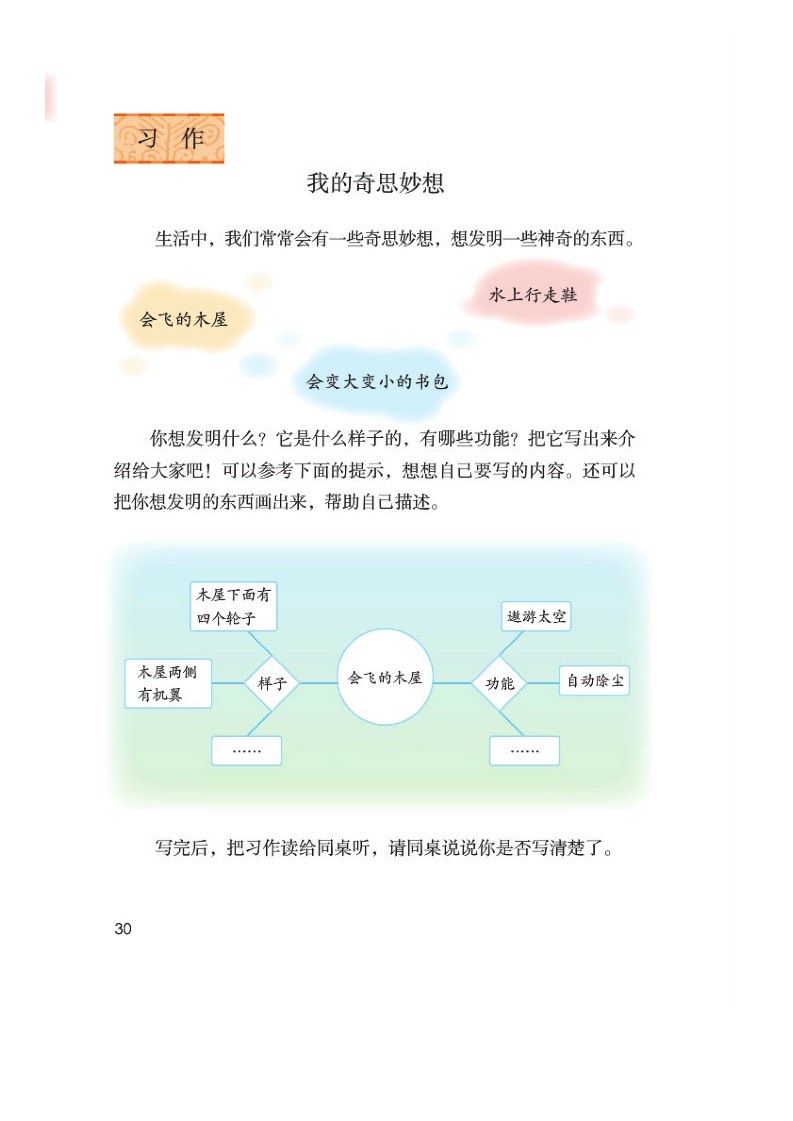 习 作
我的奇思妙想
生活中，我们常常会有一些奇思妙想，想发明一些神奇的东西。
水上行走鞋
会飞的木屋
会变大变小的书包
你想发明什么？它是什么样子的，有哪些功能？把它写出来介
绍给大家吧！可以参考下面的提示，想想自己要写的内容。还可以
把你想发明的东西画出来，帮助自己描述。
木屋下面有
四个轮子
遨游太空
木屋两侧
有机翼
样子
会飞的木屋
功能
自动除尘
……
……
写完后，把习作读给同桌听，请同桌说说你是否写清楚了。
30